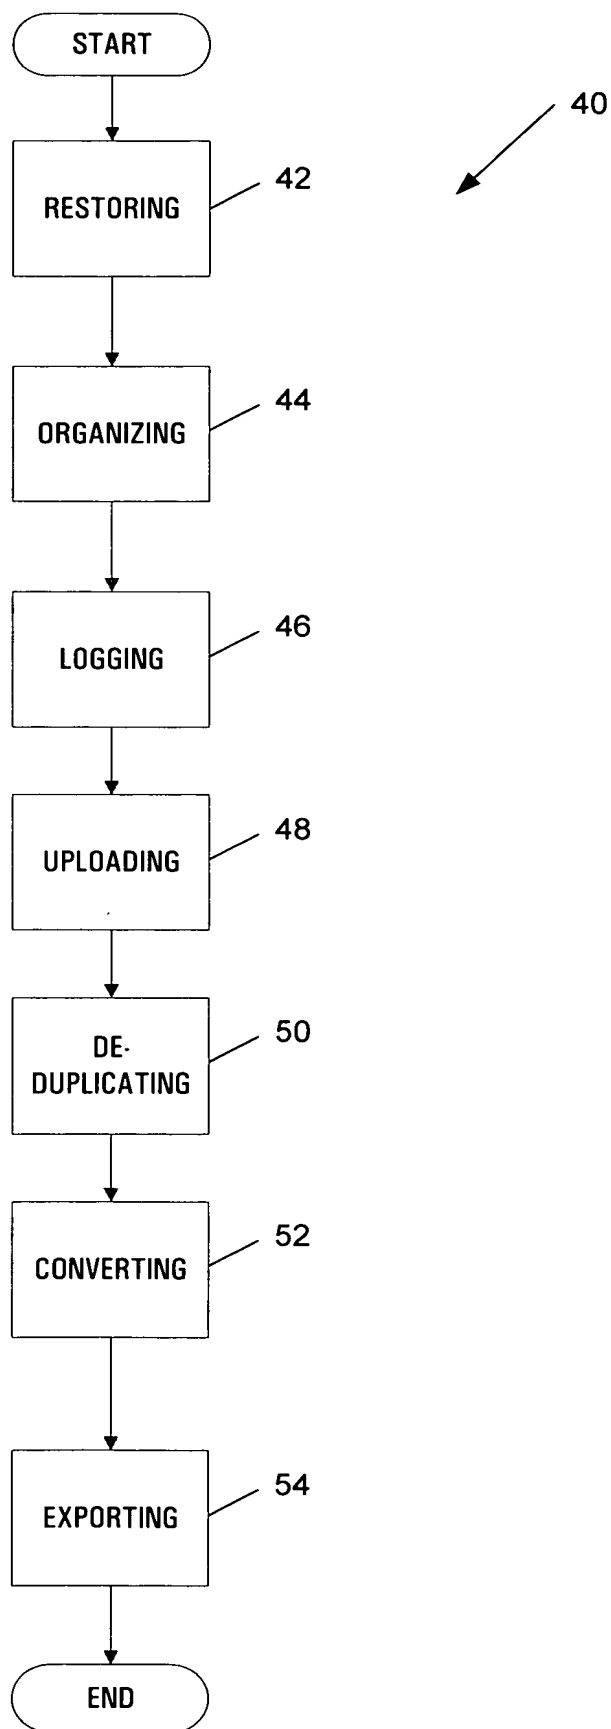 START
40
42
RESTORING
44
ORGANIZING
46
LOGGING
48
UPLOADING
50
DE-
DUPLICATING
52
CONVERTING
54
EXPORTING
END